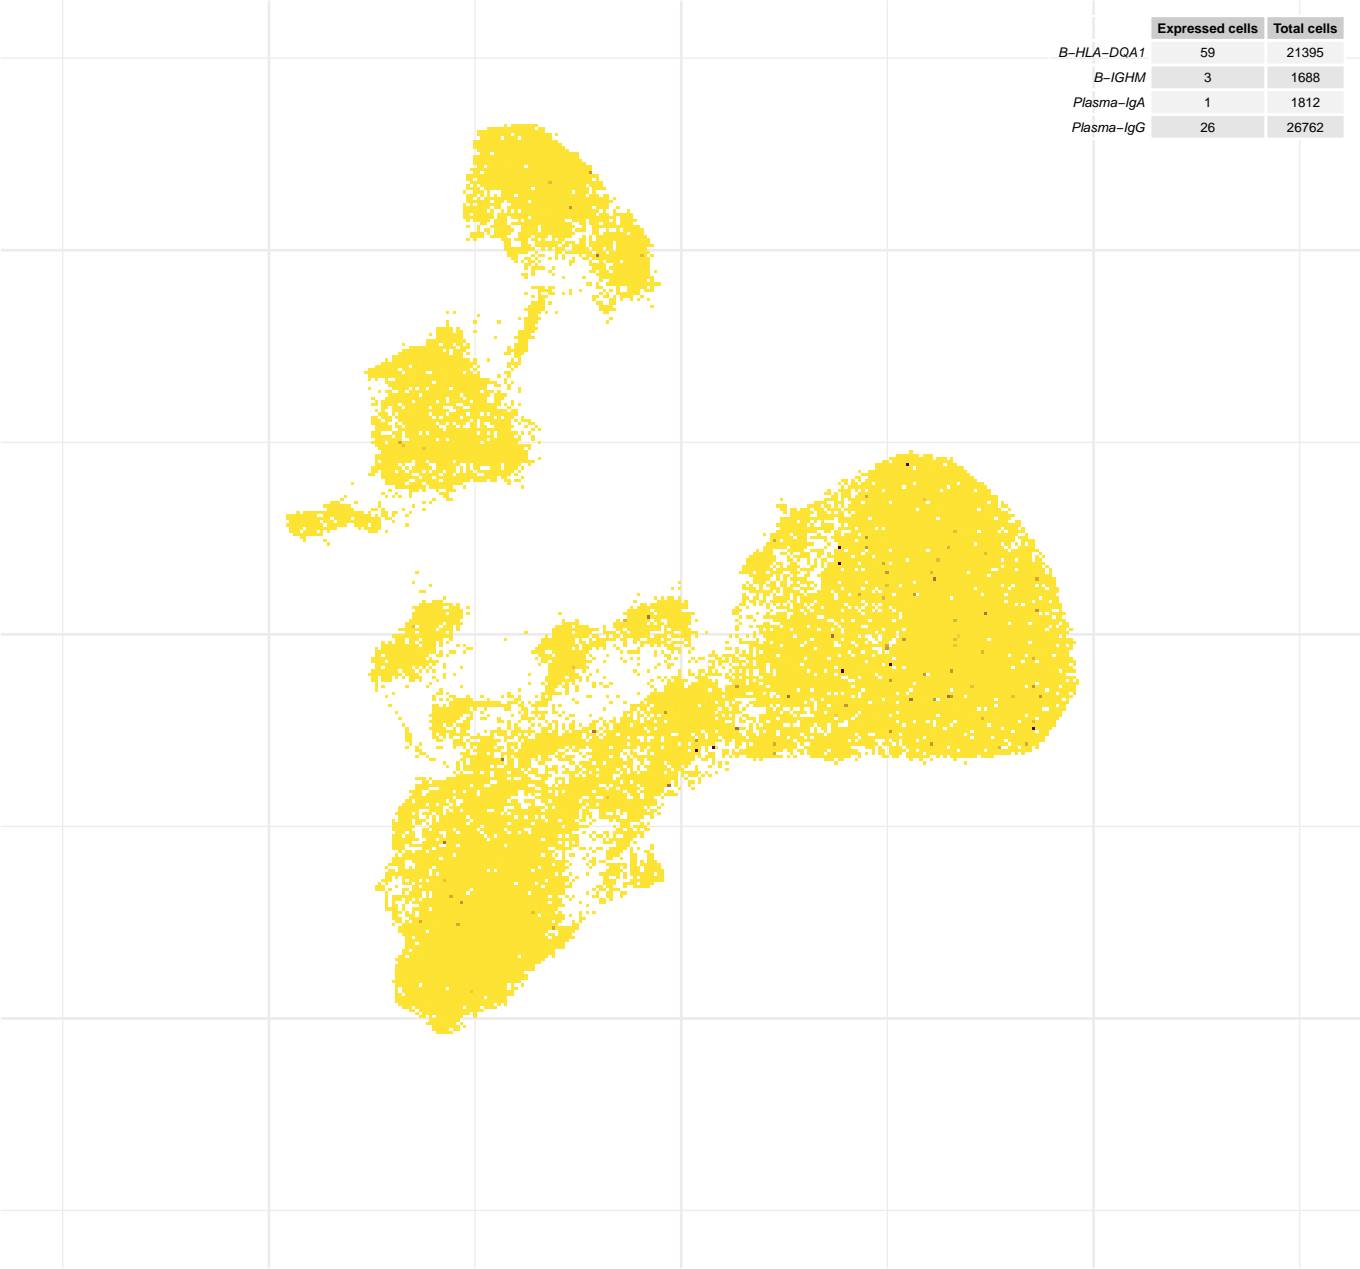 Expressed cells Total cells
B−HLA−DQA1 59 21395
B−IGHM 3 1688
Plasma−IgA 1 1812
Plasma−IgG 26 26762